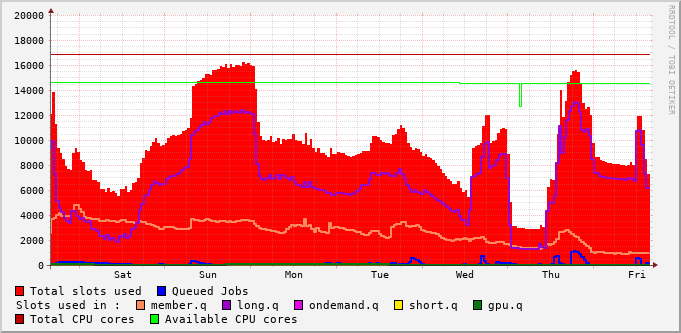 20000
18000
16000
14000
12000
10000
8000
6000
4000
2000
0
Sat Sun Mon Tue Wed Thu Fri
Total slots used Queued Jobs
Slots used in : member.q long.q ondemand.q short.q gpu.q
Total CPU cores Available CPU cores
RRDTOOL / TOBI OETIKER